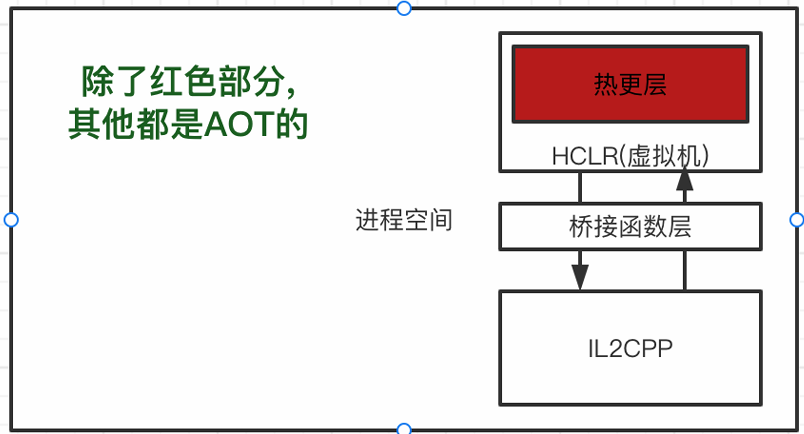 除了红色部分,
其他都是AOT的
热更层
HCLR(虚拟机)
进程空间
桥接函数层
IL2CPP